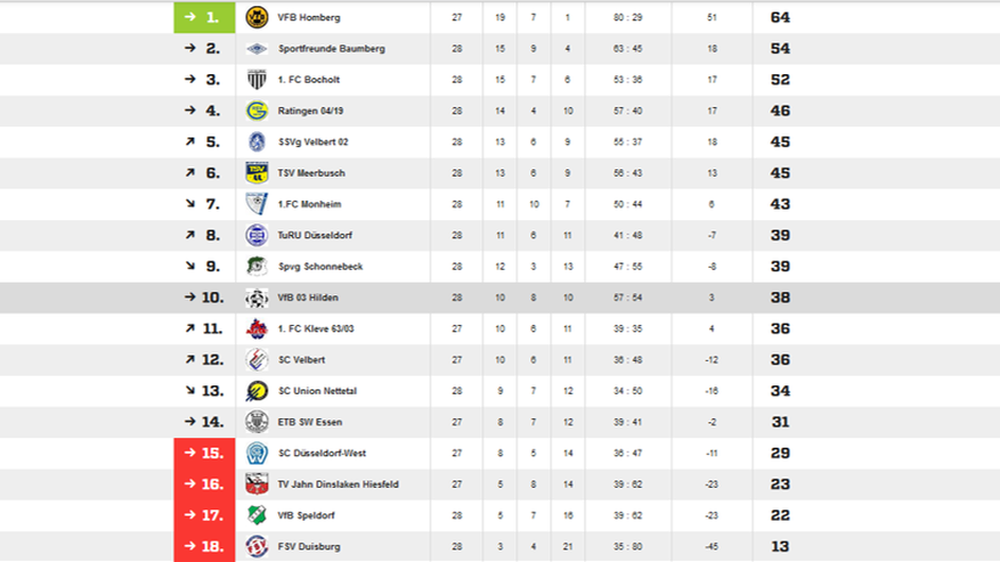 → 1. VFB Homberg 27 19 7 1 80 : 29 51 64
→ 2. Sportfreunde Baumberg 28 15 9 4 63 : 45 18 54
→ 3. 1. FC Bocholt 28 15 7 6 53 : 36 17 52
→ 4. Ratingen 04/19 28 14 4 10 57 : 40 17 46
↗ 5. SSVg Velbert 02 28 13 6 9 55 : 37 18 45
↗ 6. TSV Meerbusch 28 13 6 9 56 : 43 13 45
↘ 7. 1.FC Monheim 28 11 10 7 50 : 44 6 43
↗ 8. TuRU Düsseldorf 28 11 6 11 41 : 48 -7 39
↘ 9. Spvg Schonnebeck 28 12 3 13 47 : 55 -8 39
→ 10. VfB 03 Hilden 28 10 8 10 57 : 54 3 38
↗ 11. 1. FC Kleve 63/03 27 10 6 11 39 : 35 4 36
↗ 12. SC Velbert 27 10 6 11 36 : 48 -12 36
↘ 13. SC Union Nettetal 28 9 7 12 34 : 50 -16 34
→ 14. ETB SW Essen 27 8 7 12 39 : 41 -2 31
→ 15. SC Düsseldorf-West 27 8 5 14 36 : 47 -11 29
→ 16. TV Jahn Dinslaken Hiesfeld 27 5 8 14 39 : 62 -23 23
→ 17. VfB Speldorf 28 5 7 16 39 : 62 -23 22
→ 18. FSV Duisburg 28 3 4 21 35 : 80 -45 13